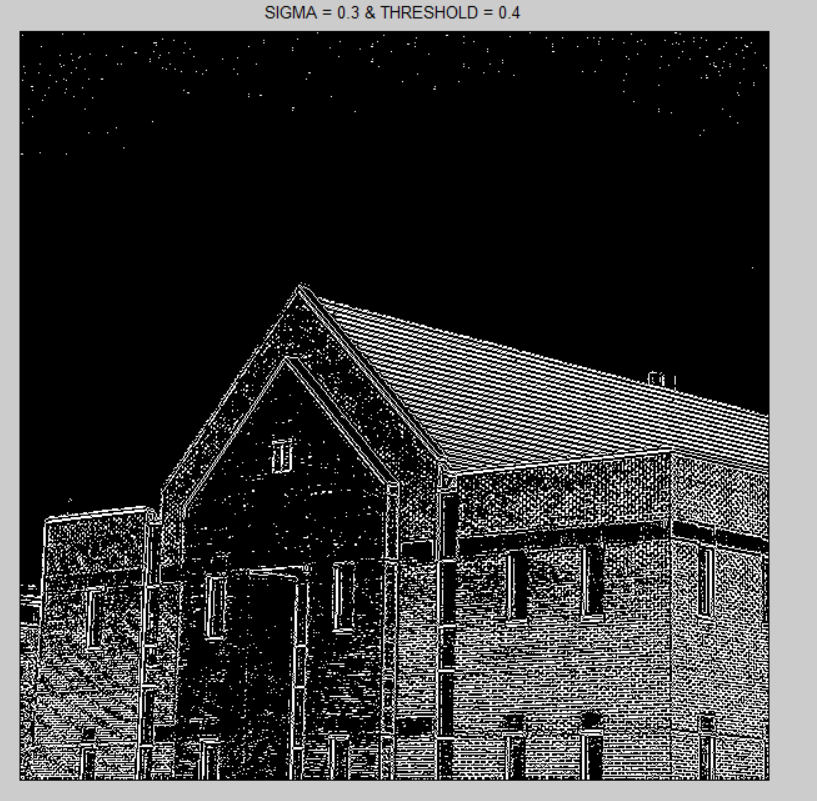 SIGMA = 0.3 & THRESHOLD = 0.4